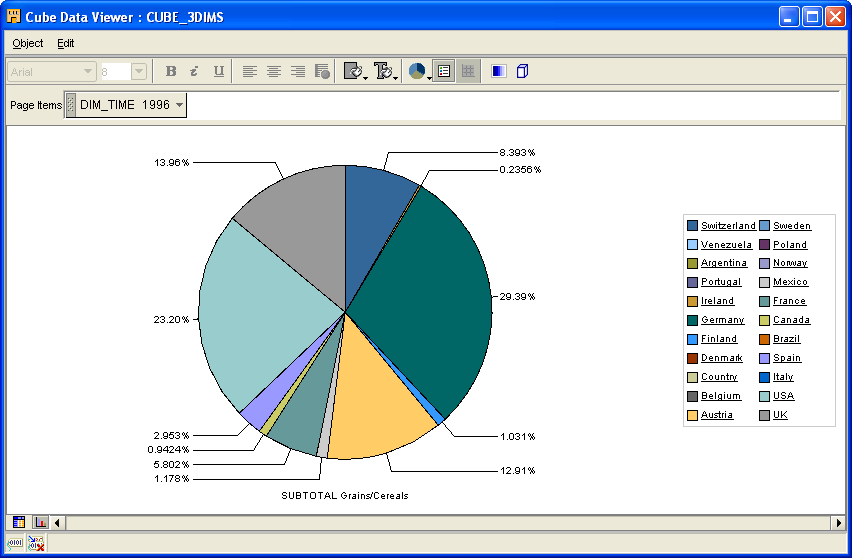 Cube Data Viewer : CUBE_3DIMS
Object Edit
Arial 8 B i U
Page Items DIM_TIME 1996
8.393%
13.96%
0.2356%
29.39%
23.20%
2.953%
1.031%
0.9424%
5.802%
12.91%
1.178%
SUBTOTAL Grains/Cereals
Switzerland Sweden
Venezuela Poland
Argentina Norway
Portugal Mexico
Ireland France
Germany Canada
Finland Brazil
Denmark Spain
Country Italy
Belgium USA
Austria UK